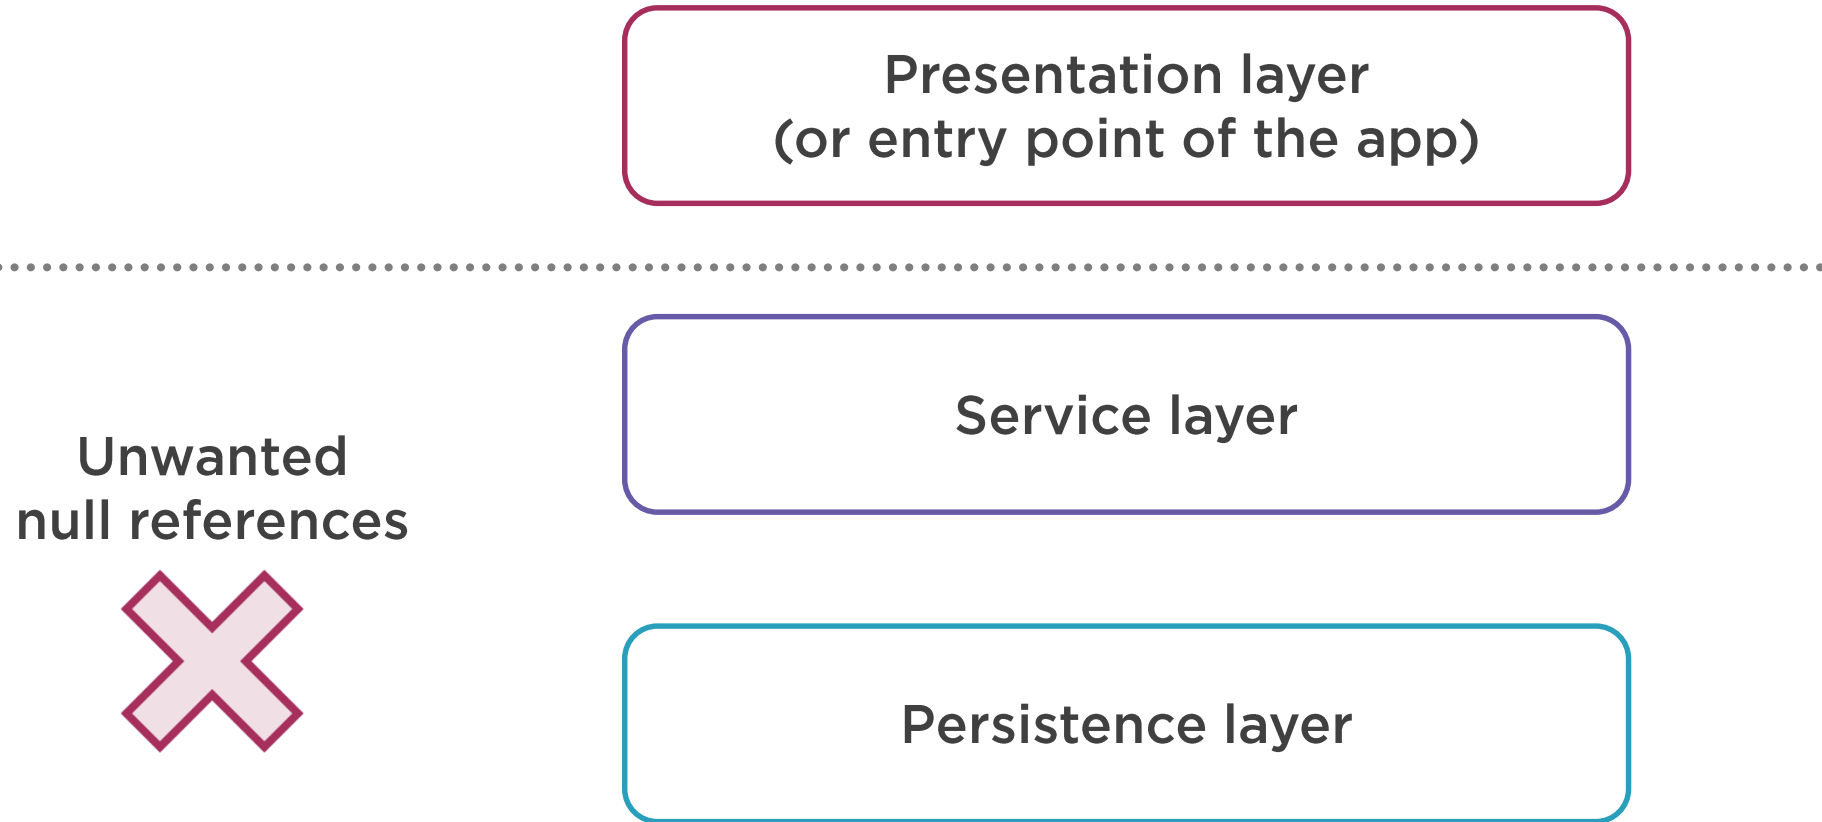 Presentation layer
(or entry point of the app)
Service layer
Unwanted
null references
Persistence layer